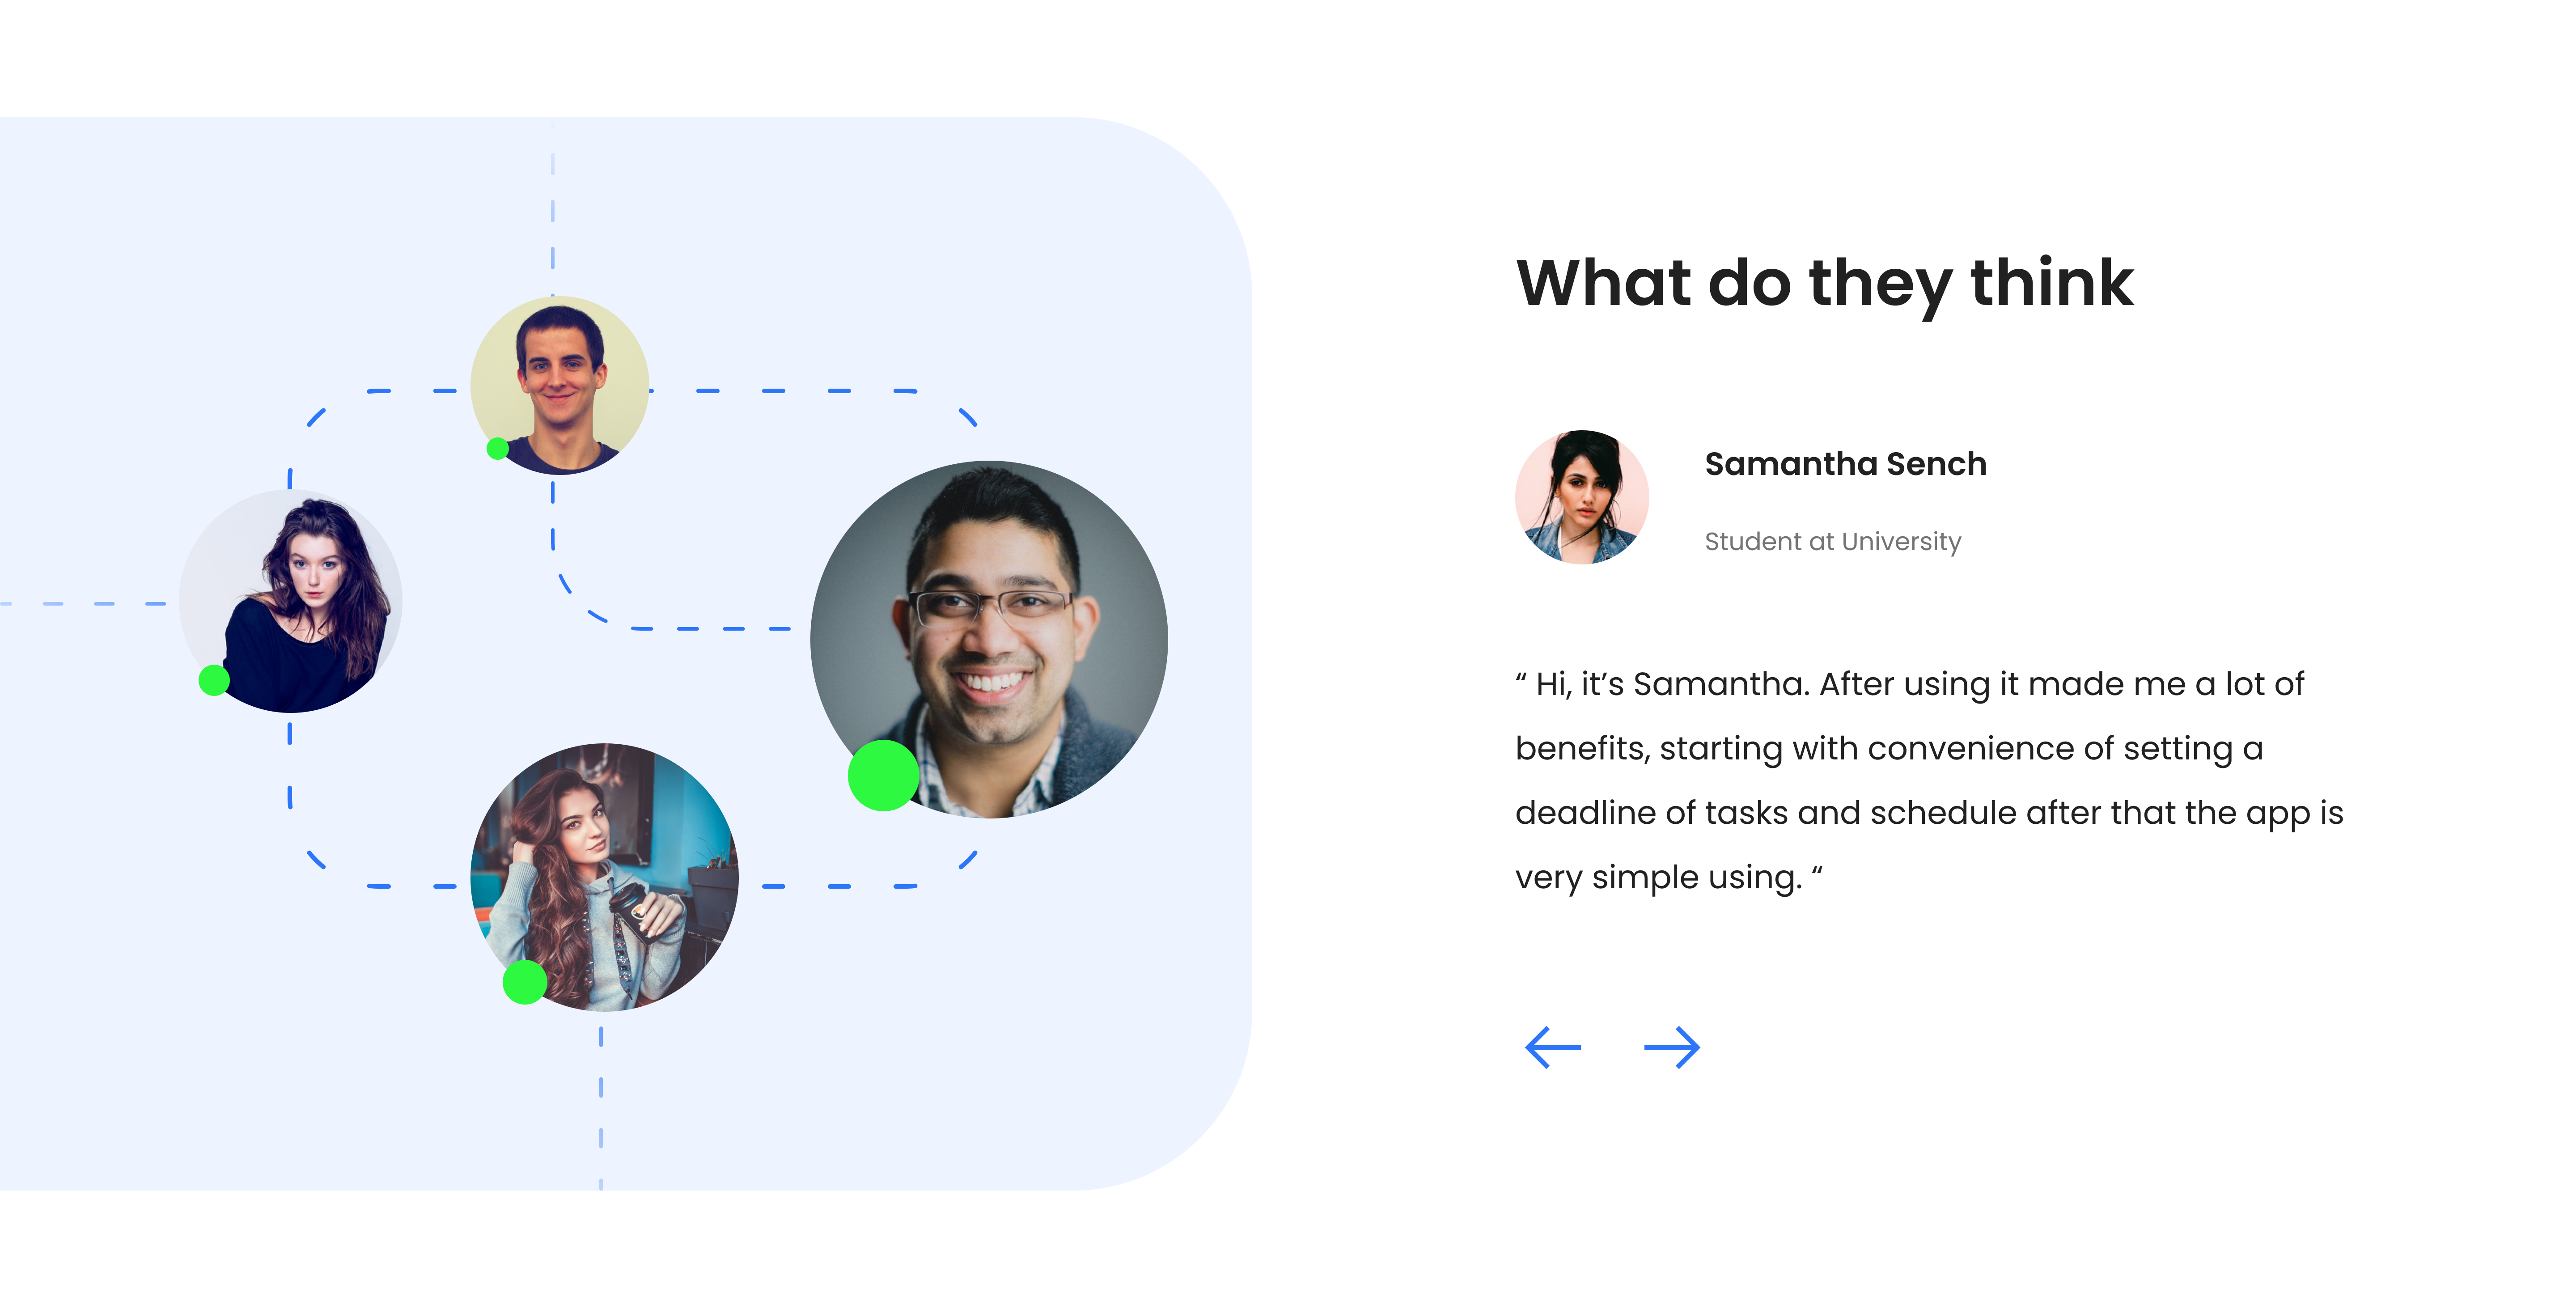 What do they think
Samantha Sench
Student at University
“ Hi, it’s Samantha. After using it made me a lot of
benefits, starting with convenience of setting a
deadline of tasks and schedule after that the app is
very simple using. “